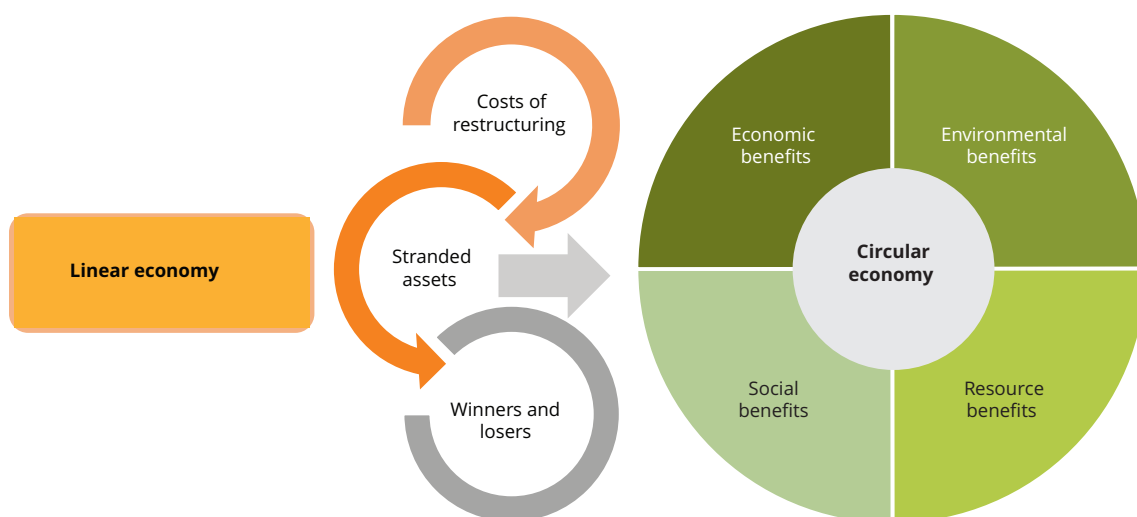 Linear economy
Costs of
restructuring
Stranded
assets
Winners and
losers
Economic
benefits
Environmental
benefits
Circular
economy
Social
benefits
Resource
benefits